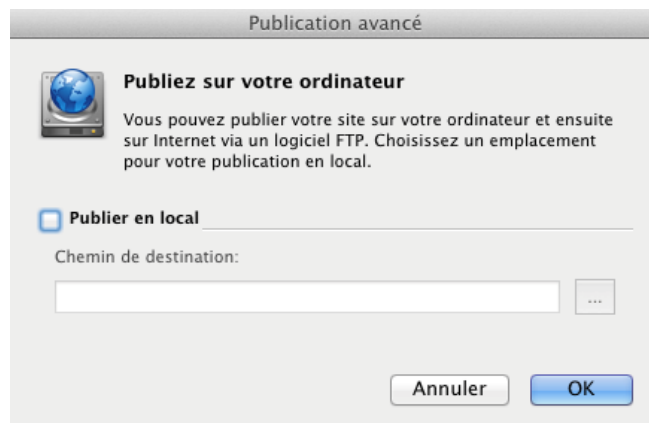 Publication avancé
Publiez sur votre ordinateur
Vous pouvez publier votre site sur votre ordinateur et ensuite
sur Internet via un logiciel FTP. Choisissez un emplacement
pour votre publication en local.
Publier en local
Chemin de destination:
...
Annuler
OK